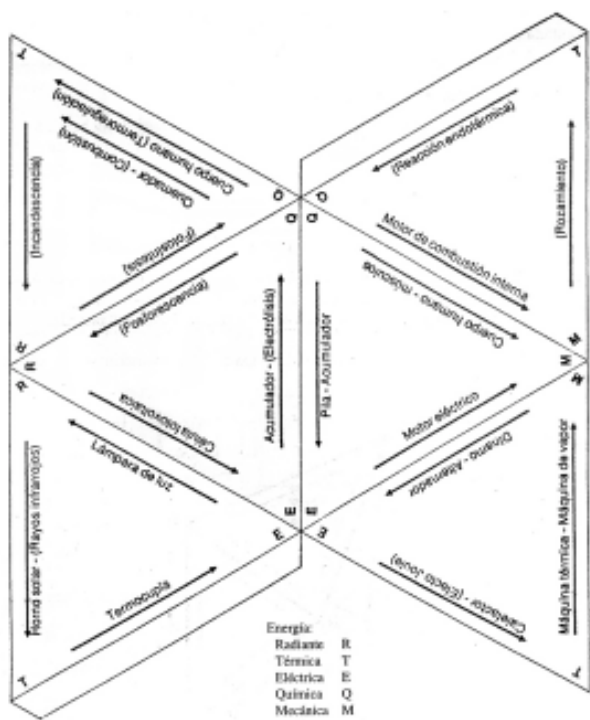 T
T
Cuerpo humano (Termoregulación)
Quemador - (Combustión)
(Incandescencia)
(Fotosíntesis)
(Reacción endotérmica)
(Rozamiento)
Q
Q
Q
Q
Motor de combustión interna
Cuerpo humano - músculos
(Fosforescencia)
Acumulador - (Electrólisis)
Pila - Acumulador
R
R
R
M
M
M
Célula fotovoltaica
Lámpara de luz
Motor eléctrico
Dínamo - Alternador
Horno solar - (Rayos infrarrojos)
Termocupla
E
E
E
E
Calefactor - (Efecto Joule)
Máquina térmica - Máquina de vapor
T
T
Energía:
Radiante R
Térmica T
Eléctrica E
Química Q
Mecánica M